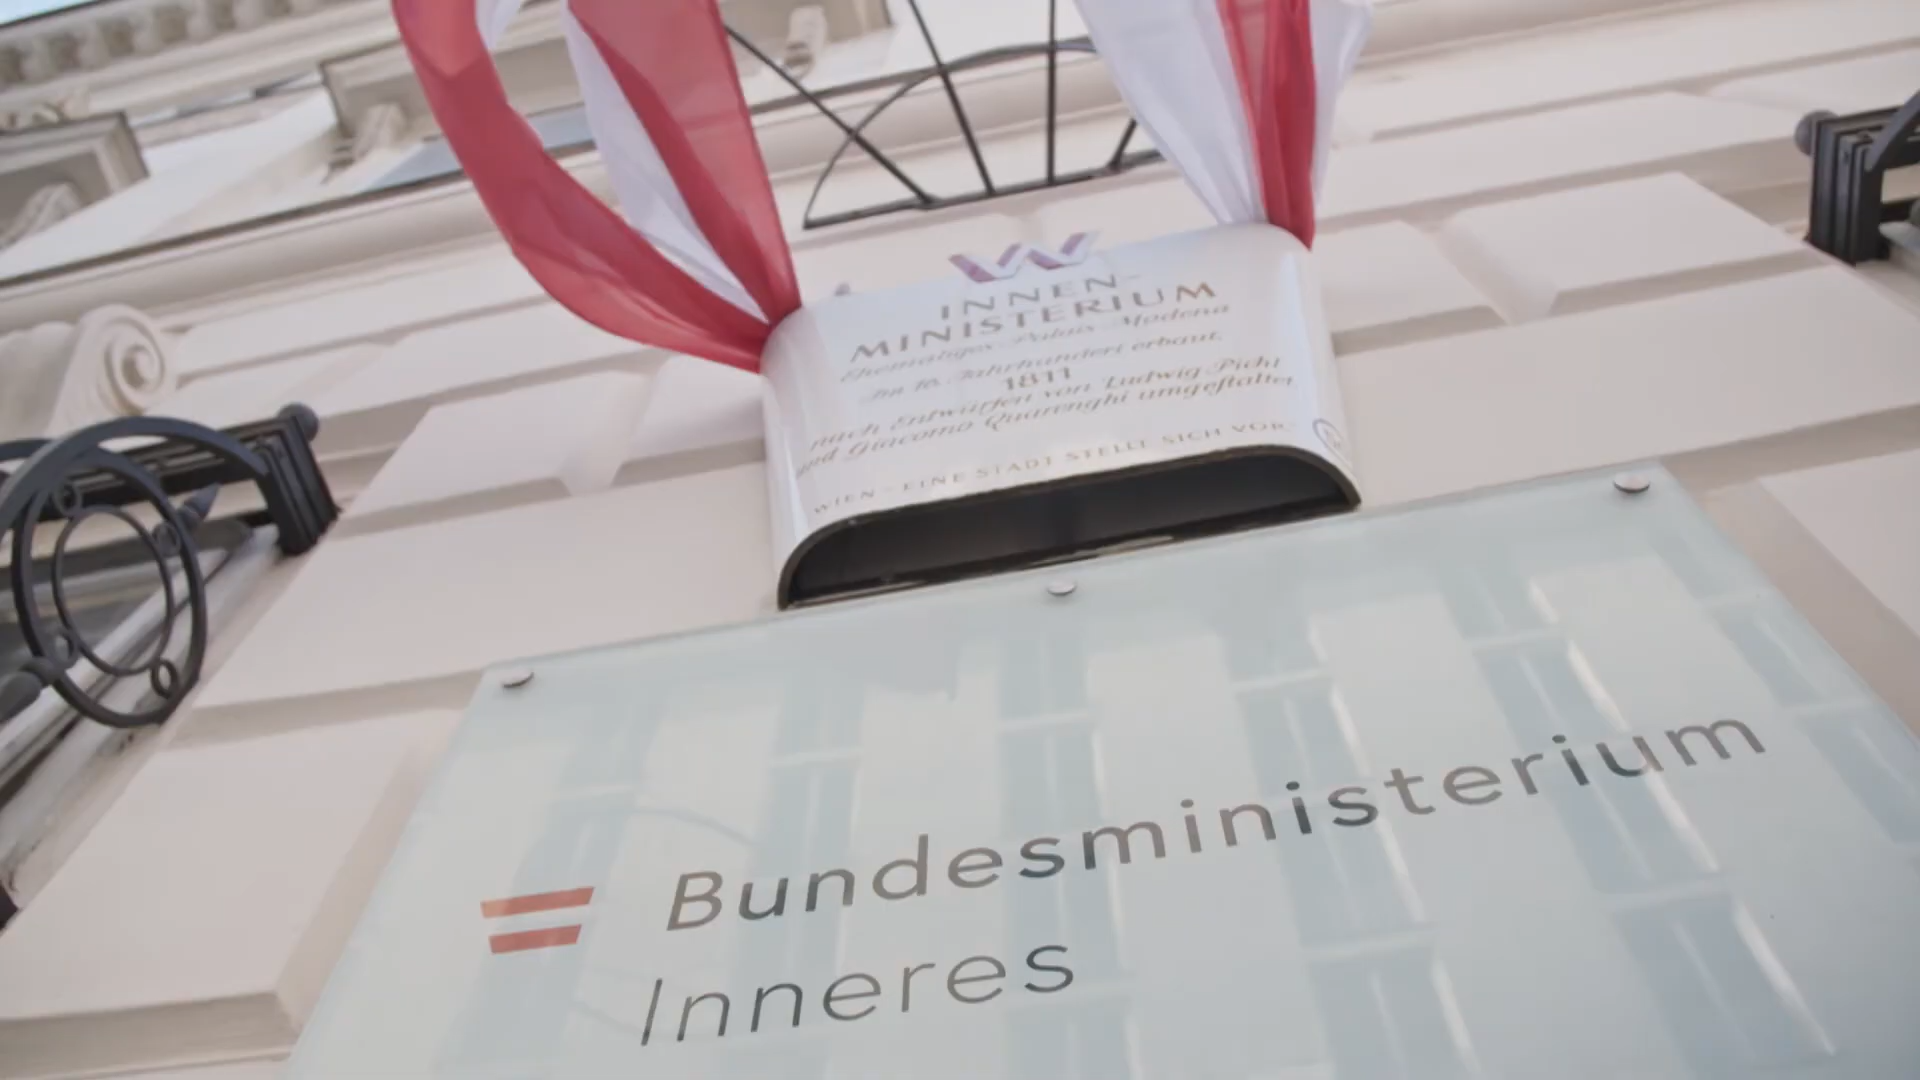 W
INNEN-
MINISTERIUM
Ehemaliges Palais Modena
Im 16. Jahrhundert erbaut,
1811
nach Entwürfen von Ludwig Pichl
und Giacomo Quarenghi umgestaltet
WIEN - EINE STADT STELLT SICH VOR
Bundesministerium
Inneres